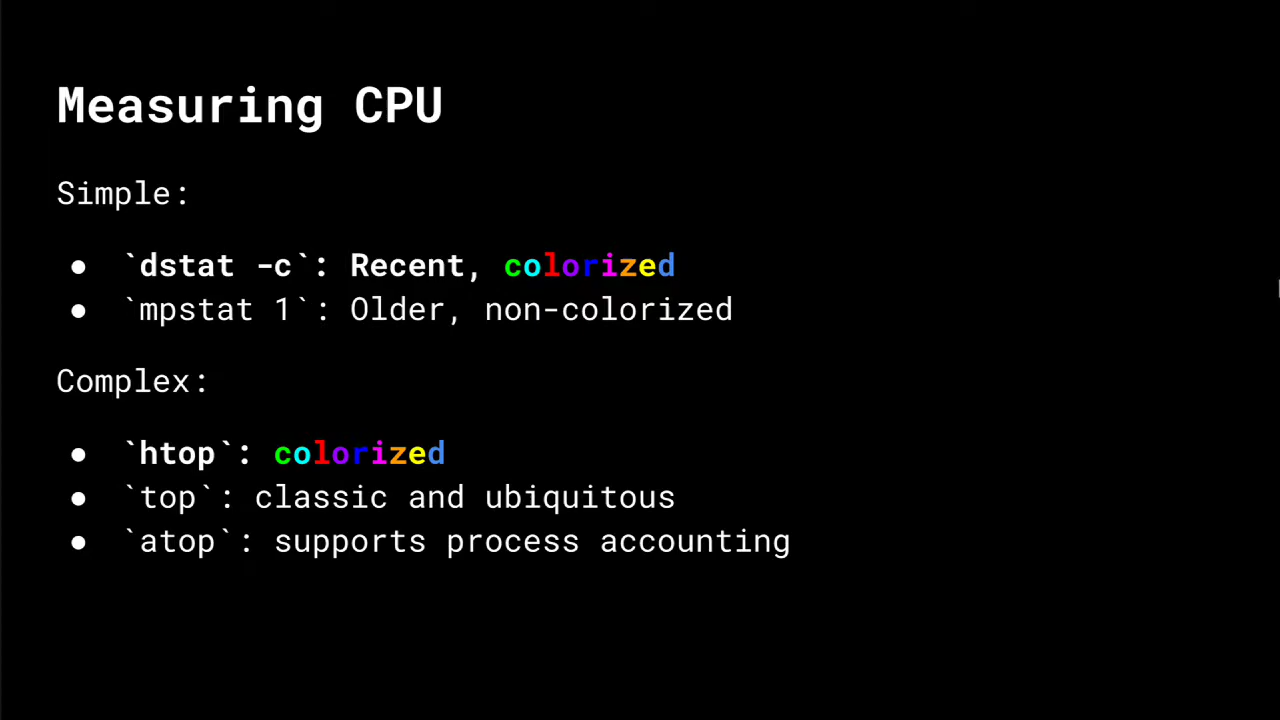 Measuring CPU
Simple:
● `dstat -c`: Recent, colorized
● `mpstat 1`: Older, non-colorized
Complex:
● `htop`: colorized
● `top`: classic and ubiquitous
● `atop`: supports process accounting